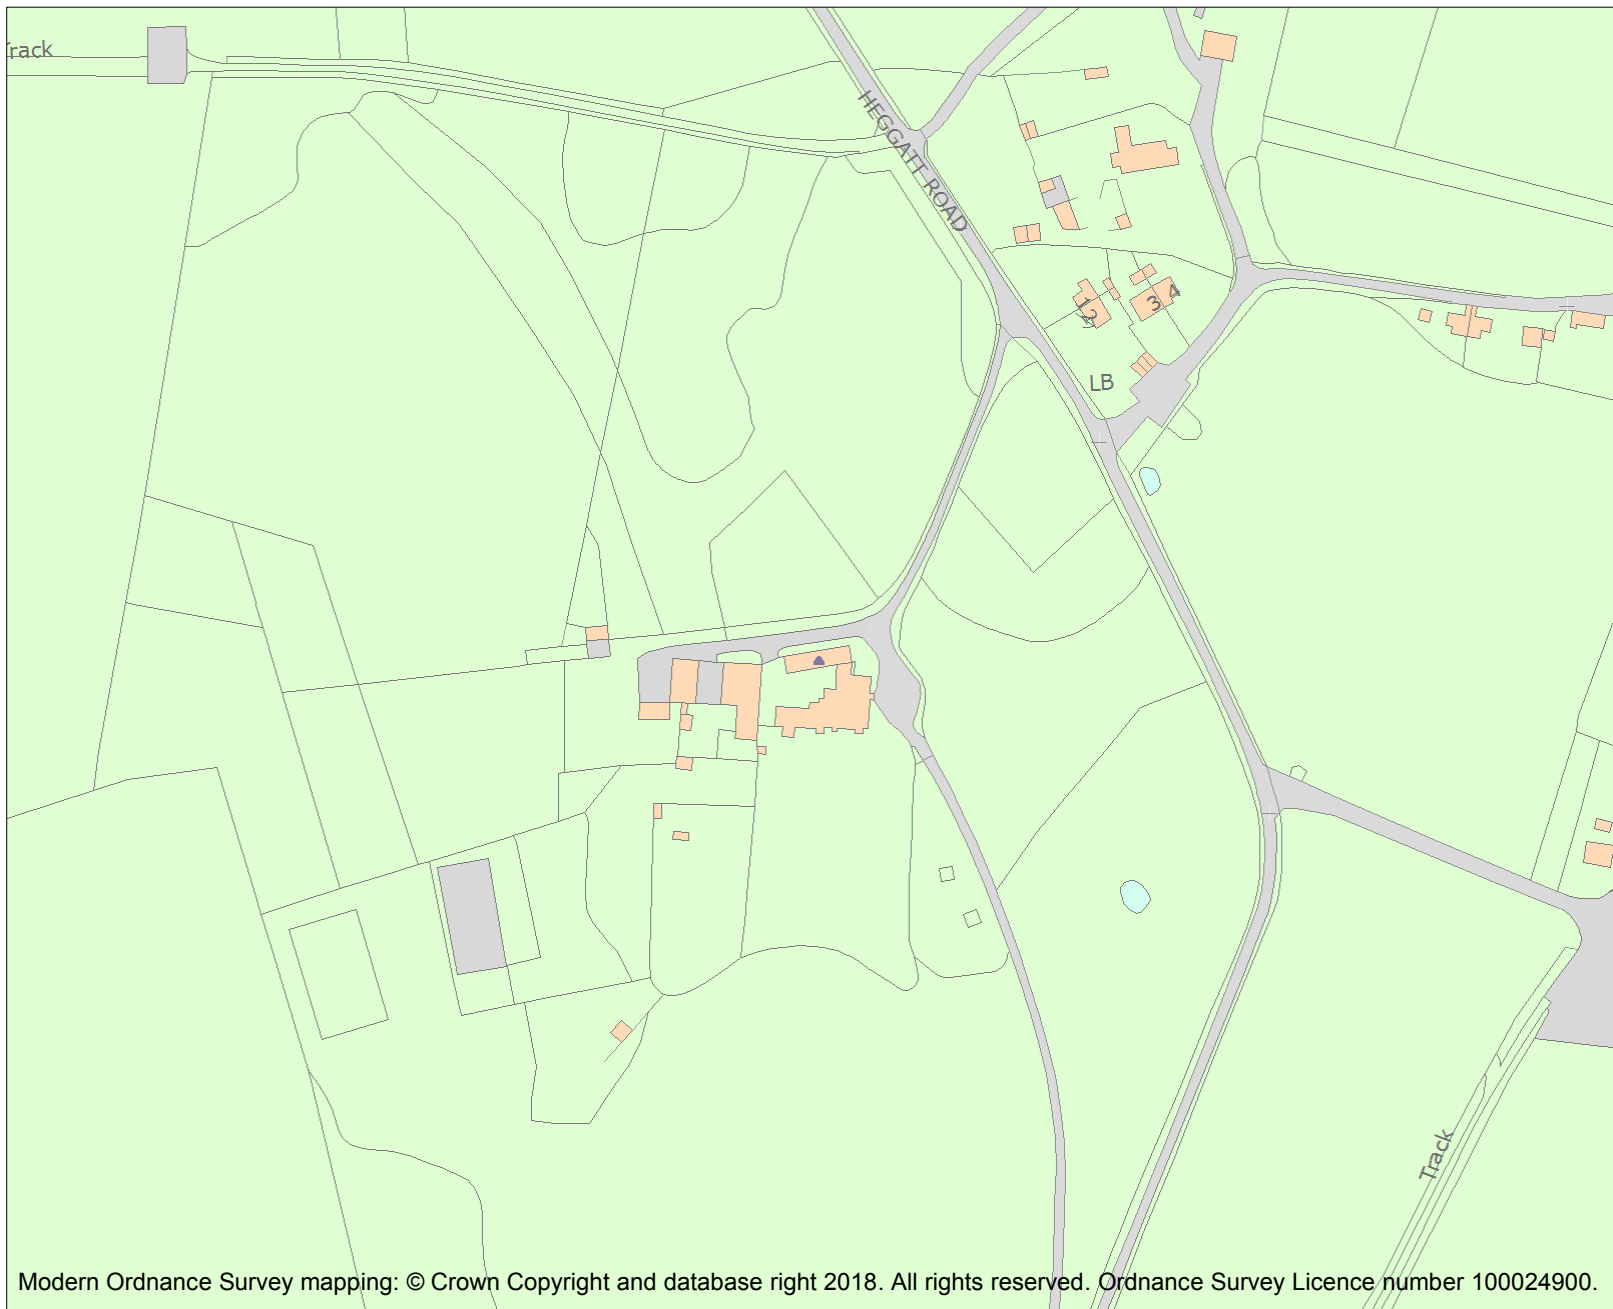 Track
HEGGATT ROAD
1
2
3
4
LB
Track
Modern Ordnance Survey mapping: © Crown Copyright and database right 2018. All rights reserved. Ordnance Survey Licence number 100024900.